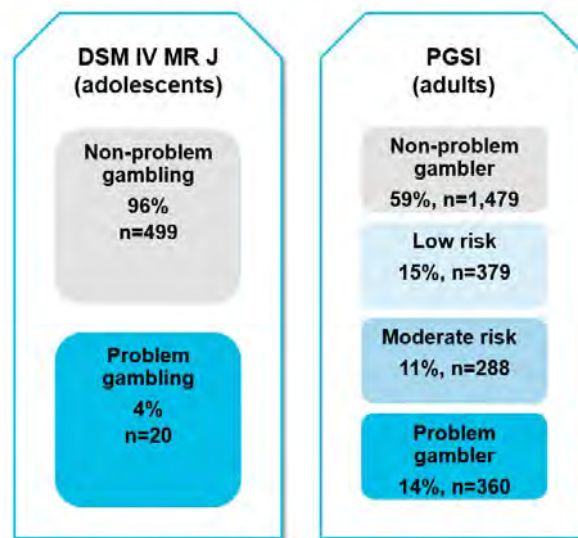 DSM IV MR J
(adolescents)
Non-problem
gambling
96%
n=499
Problem
gambling
4%
n=20
PGSI
(adults)
Non-problem
gambler
59%, n=1,479
Low risk
15%, n=379
Moderate risk
11%, n=288
Problem
gambler
14%, n=360